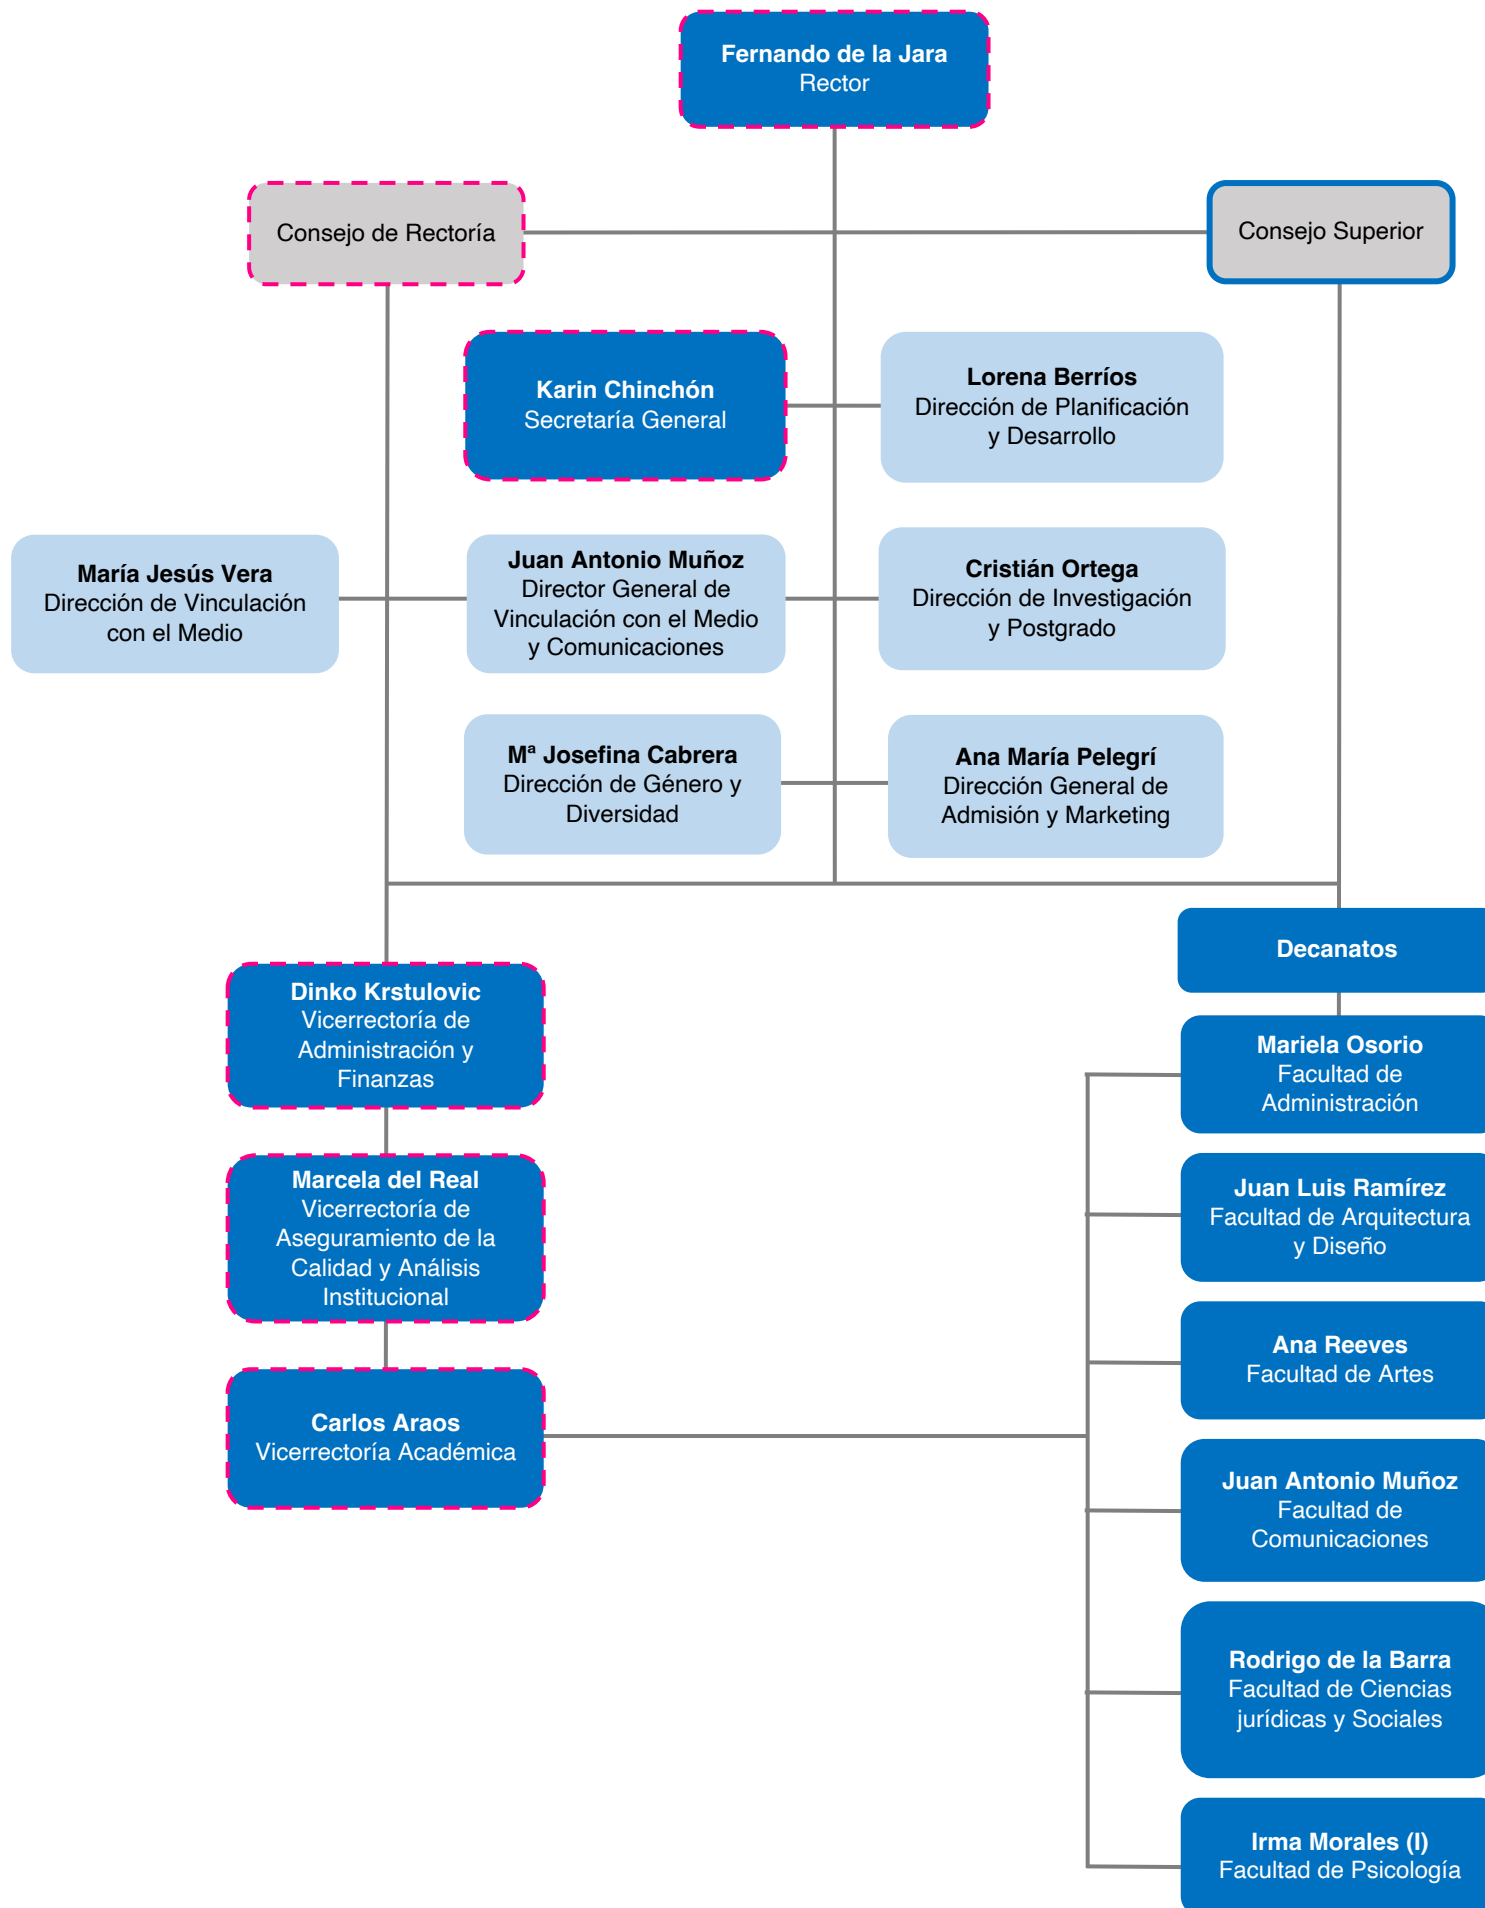 Fernando de la Jara
Rector
Consejo de Rectoría
Consejo Superior
Karin Chinchón
Secretaría General
Lorena Berríos
Dirección de Planificación
y Desarrollo
María Jesús Vera
Dirección de Vinculación
con el Medio
Juan Antonio Muñoz
Director General de
Vinculación con el Medio
y Comunicaciones
Cristián Ortega
Dirección de Investigación
y Postgrado
Mª Josefina Cabrera
Dirección de Género y
Diversidad
Ana María Pelegrí
Dirección General de
Admisión y Marketing
Dinko Krstulovic
Vicerrectoría de
Administración y
Finanzas
Marcela del Real
Vicerrectoría de
Aseguramiento de la
Calidad y Análisis
Institucional
Carlos Araos
Vicerrectoría Académica
Decanatos
Mariela Osorio
Facultad de
Administración
Juan Luis Ramírez
Facultad de Arquitectura
y Diseño
Ana Reeves
Facultad de Artes
Juan Antonio Muñoz
Facultad de
Comunicaciones
Rodrigo de la Barra
Facultad de Ciencias
jurídicas y Sociales
Irma Morales (I)
Facultad de Psicología